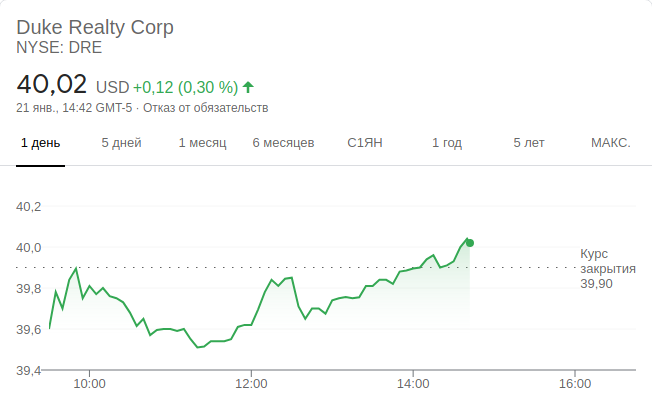 Duke Realty Corp
NYSE: DRE
40,02 USD +0,12 (0,30 %)
21 янв., 14:42 GMT-5 · Отказ от обязательств
1 день 5 дней 1 месяц 6 месяцев С1ЯН 1 год 5 лет МАКС.
40,2
40,0
39,8
39,6
39,4
Курс
закрытия
39,90
10:00 12:00 14:00 16:00